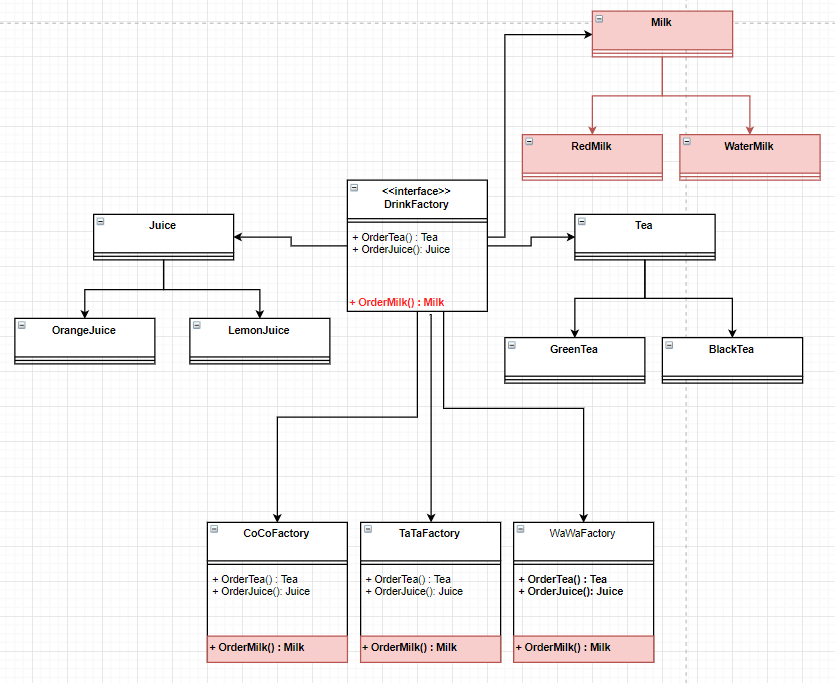 Milk
RedMilk
WaterMilk
<<interface>>
DrinkFactory
+ OrderTea() : Tea
+ OrderJuice(): Juice
+ OrderMilk() : Milk
Juice
Tea
OrangeJuice
LemonJuice
GreenTea
BlackTea
CoCoFactory
+ OrderTea() : Tea
+ OrderJuice(): Juice
+ OrderMilk() : Milk
TaTaFactory
+ OrderTea() : Tea
+ OrderJuice(): Juice
+ OrderMilk() : Milk
WaWaFactory
+ OrderTea() : Tea
+ OrderJuice(): Juice
+ OrderMilk() : Milk